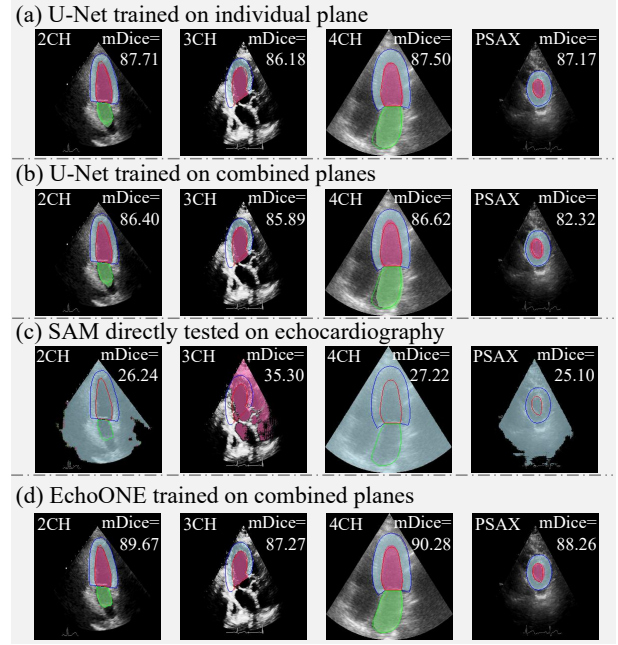 (a) U-Net trained on individual plane
2CH mDice= 3CH mDice= 4CH mDice= PSAX mDice=
87.71 86.18 87.50 87.17
(b) U-Net trained on combined planes
2CH mDice= 3CH mDice= 4CH mDice= PSAX mDice=
86.40 85.89 86.62 82.32
(c) SAM directly tested on echocardiography
2CH mDice= 3CH mDice= 4CH mDice= PSAX mDice=
26.24 35.30 27.22 25.10
(d) EchoONE trained on combined planes
2CH mDice= 3CH mDice= 4CH mDice= PSAX mDice=
89.67 87.27 90.28 88.26